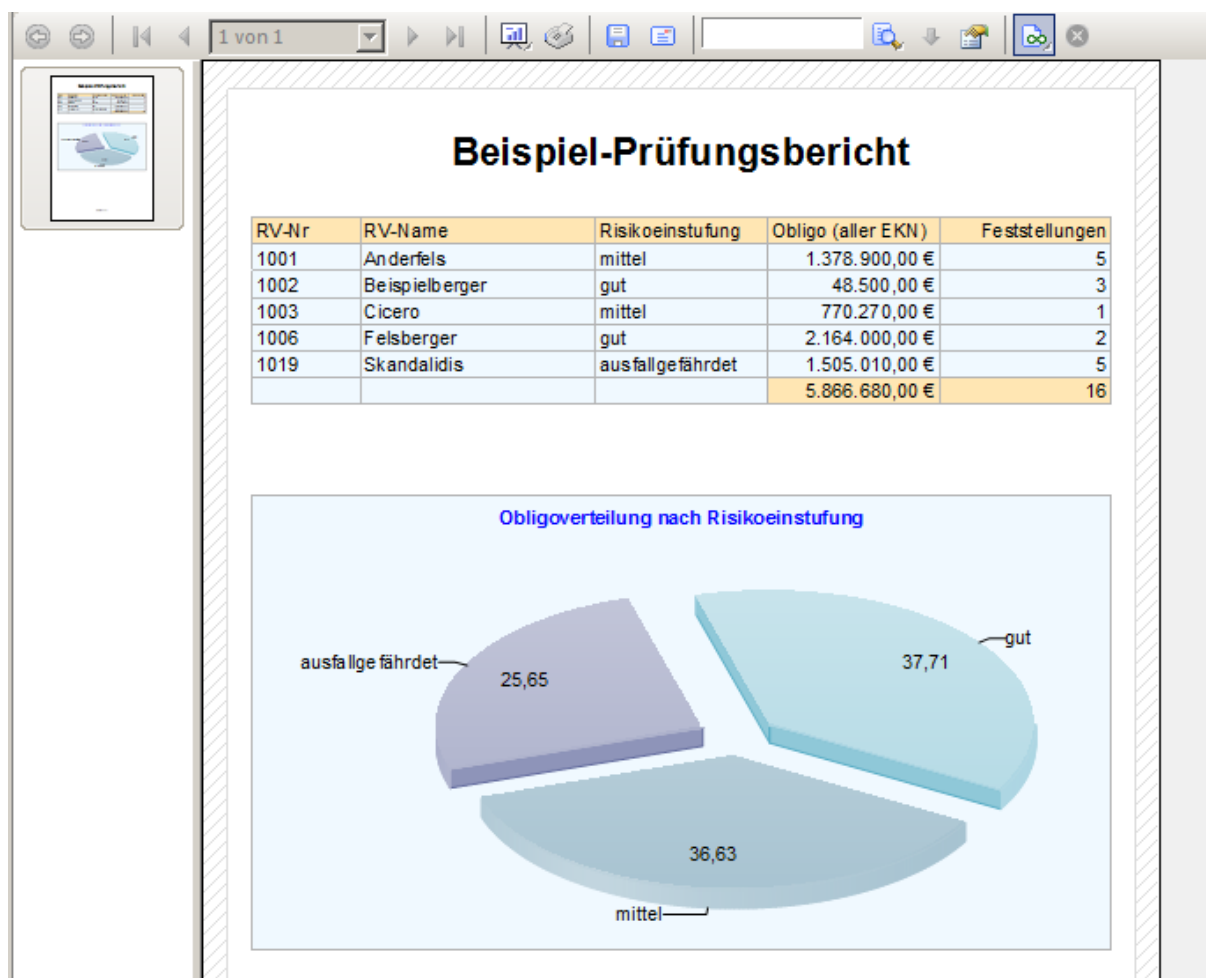 1 von 1
Beispiel-Prüfungsbericht
RV-Nr RV-Name Risikoeinstufung Obligo (aller EKN) Feststellungen
1001 Anderfels mittel 1.378.900,00 € 5
1002 Beispielberger gut 48.500,00 € 3
1003 Cicero mittel 770.270,00 € 1
1006 Felsberger gut 2.164.000,00 € 2
1019 Skandalidis ausfallgefährdet 1.505.010,00 € 5
5.866.680,00 € 16
Obligoverteilung nach Risikoeinstufung
gut
37,71
ausfallgefährdet
25,65
36,63
mittel